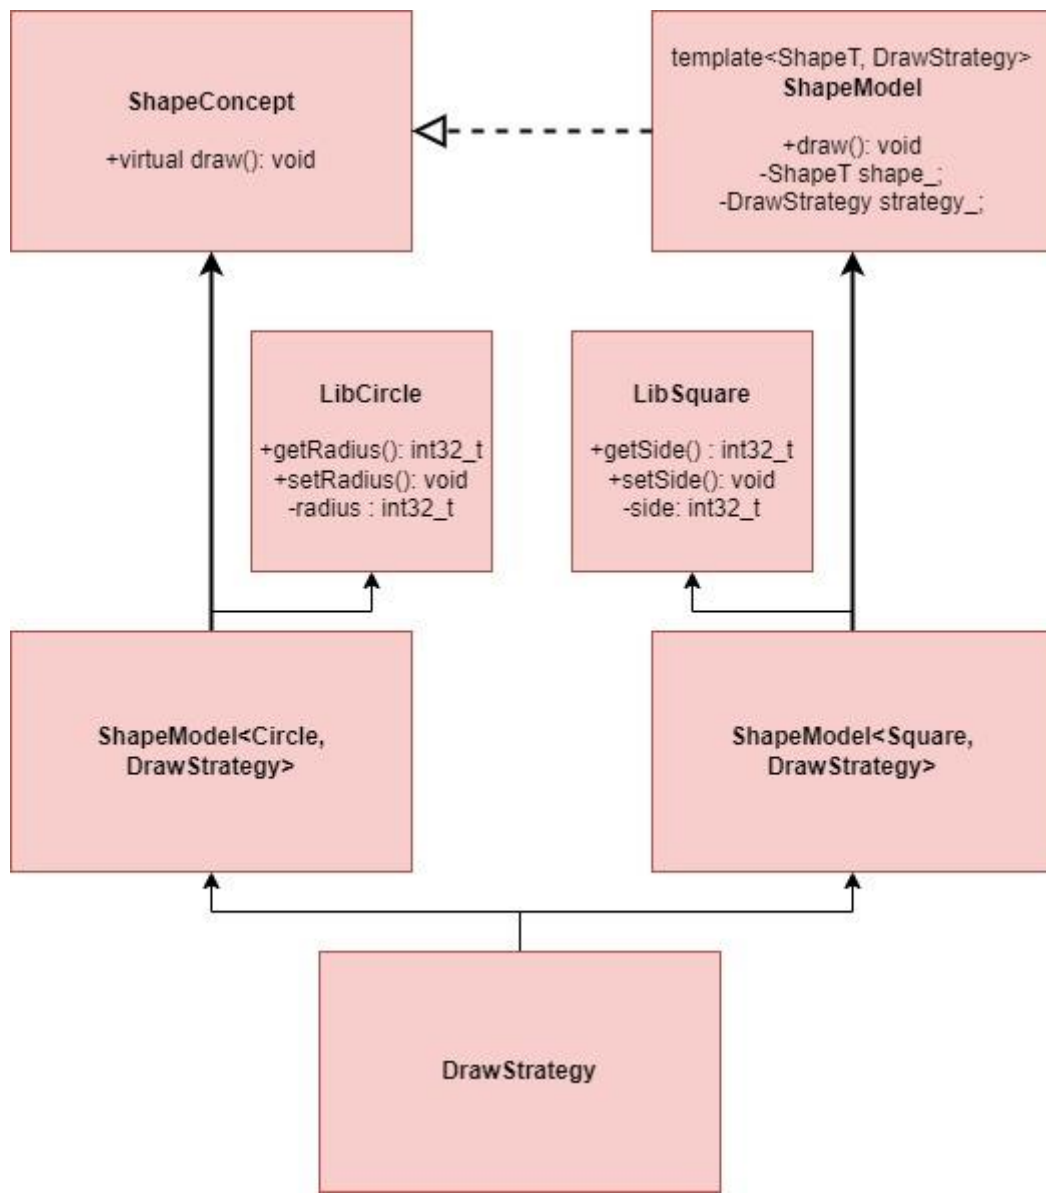 ShapeConcept
+virtual draw(): void
template<ShapeT, DrawStrategy>
ShapeModel
+draw(): void
-ShapeT shape_;
-DrawStrategy strategy_;
LibCircle
+getRadius(): int32_t
+setRadius(): void
-radius : int32_t
LibSquare
+getSide() : int32_t
+setSide(): void
-side: int32_t
ShapeModel<Circle,
DrawStrategy>
ShapeModel<Square,
DrawStrategy>
DrawStrategy